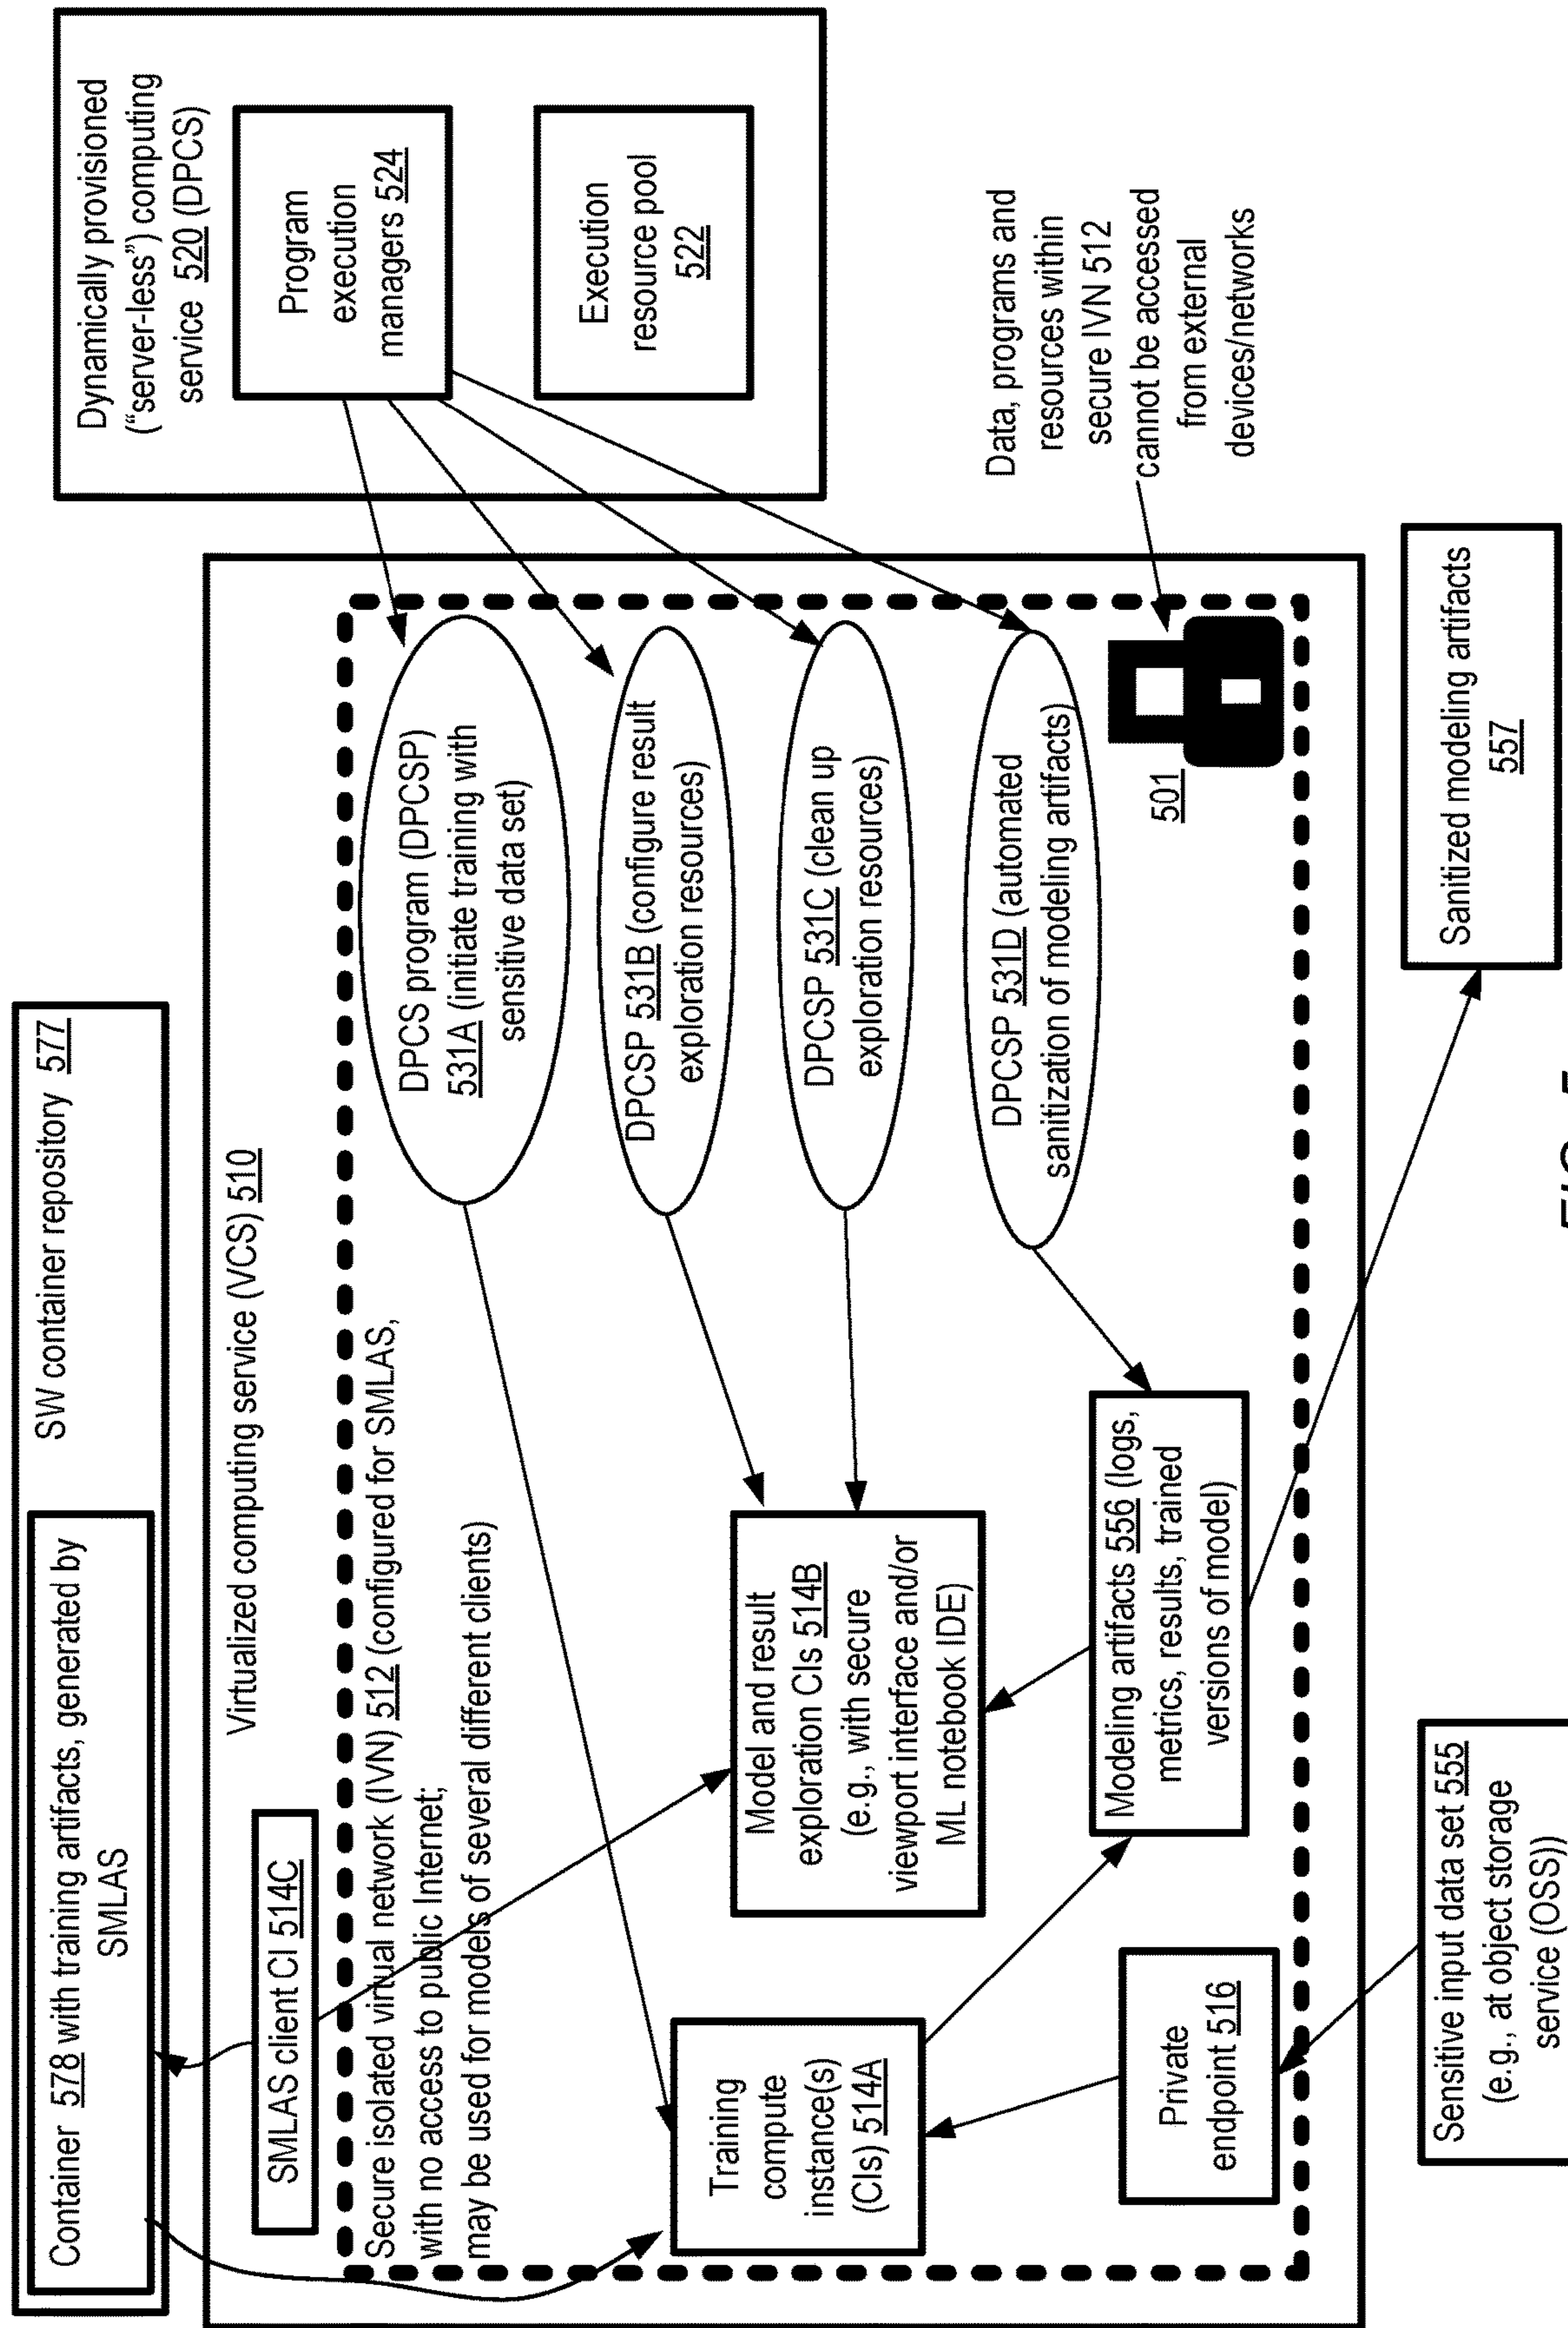 SW container repository 577
Container 578 with training artifacts, generated by
SMLAS
Virtualized computing service (VCS) 510
SMLAS client CI 514C
Secure isolated virtual network (IVN) 512 (configured for SMLAS,
with no access to public Internet;
may be used for models of several different clients)
Training
compute
instance(s)
(CIs) 514A
Model and result
exploration CIs 514B
(e.g., with secure
viewport interface and/or
ML notebook IDE)
Private
endpoint 516
Modeling artifacts 556 (logs,
metrics, results, trained
versions of model)
DPCS program (DPCSP)
531A (initiate training with
sensitive data set)
DPCSP 531B (configure result
exploration resources)
DPCSP 531C (clean up
exploration resources)
DPCSP 531D (automated
sanitization of modeling artifacts)
501
Dynamically provisioned
("server-less") computing
service 520 (DPCS)
Program
execution
managers 524
Execution
resource pool
522
Data, programs and
resources within
secure IVN 512
cannot be accessed
from external
devices/networks
Sensitive input data set 555
(e.g., at object storage
service (OSS))
Sanitized modeling artifacts
557